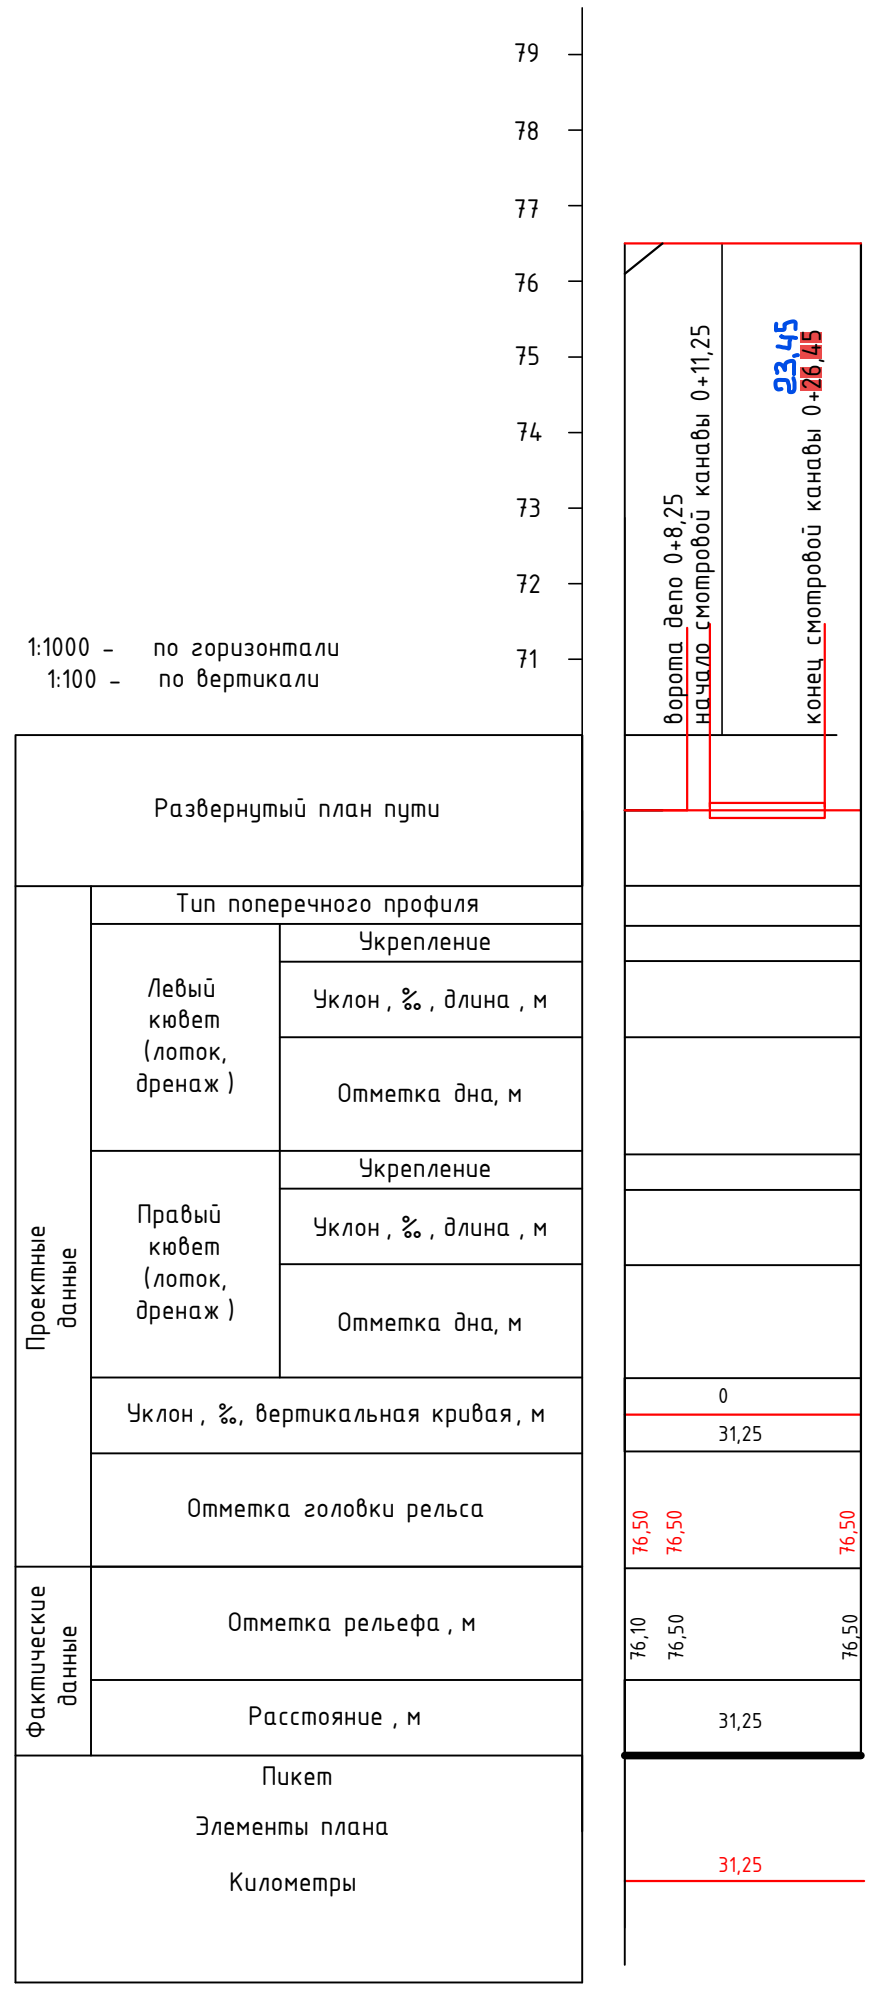 79
78
77
76
75
74
73
72
71
1:1000 - по горизонтали
1:100 - по вертикали
ворота депо 0+8,25
начало смотровой канавы 0+11,25
23,45
конец смотровой канавы 0+26,45
Развернутый план пути
Проектные
данные
Тип поперечного профиля
Левый
кювет
(лоток,
дренаж)
Укрепление
Уклон, ‰, длина, м
Отметка дна, м
Правый
кювет
(лоток,
дренаж)
Укрепление
Уклон, ‰, длина, м
Отметка дна, м
Уклон, ‰, вертикальная кривая, м
0
31,25
Отметка головки рельса
76,50
76,50
76,50
Фактические
данные
Отметка рельефа, м
76,10
76,50
76,50
Расстояние, м
31,25
Пикет
Элементы плана
31,25
Километры